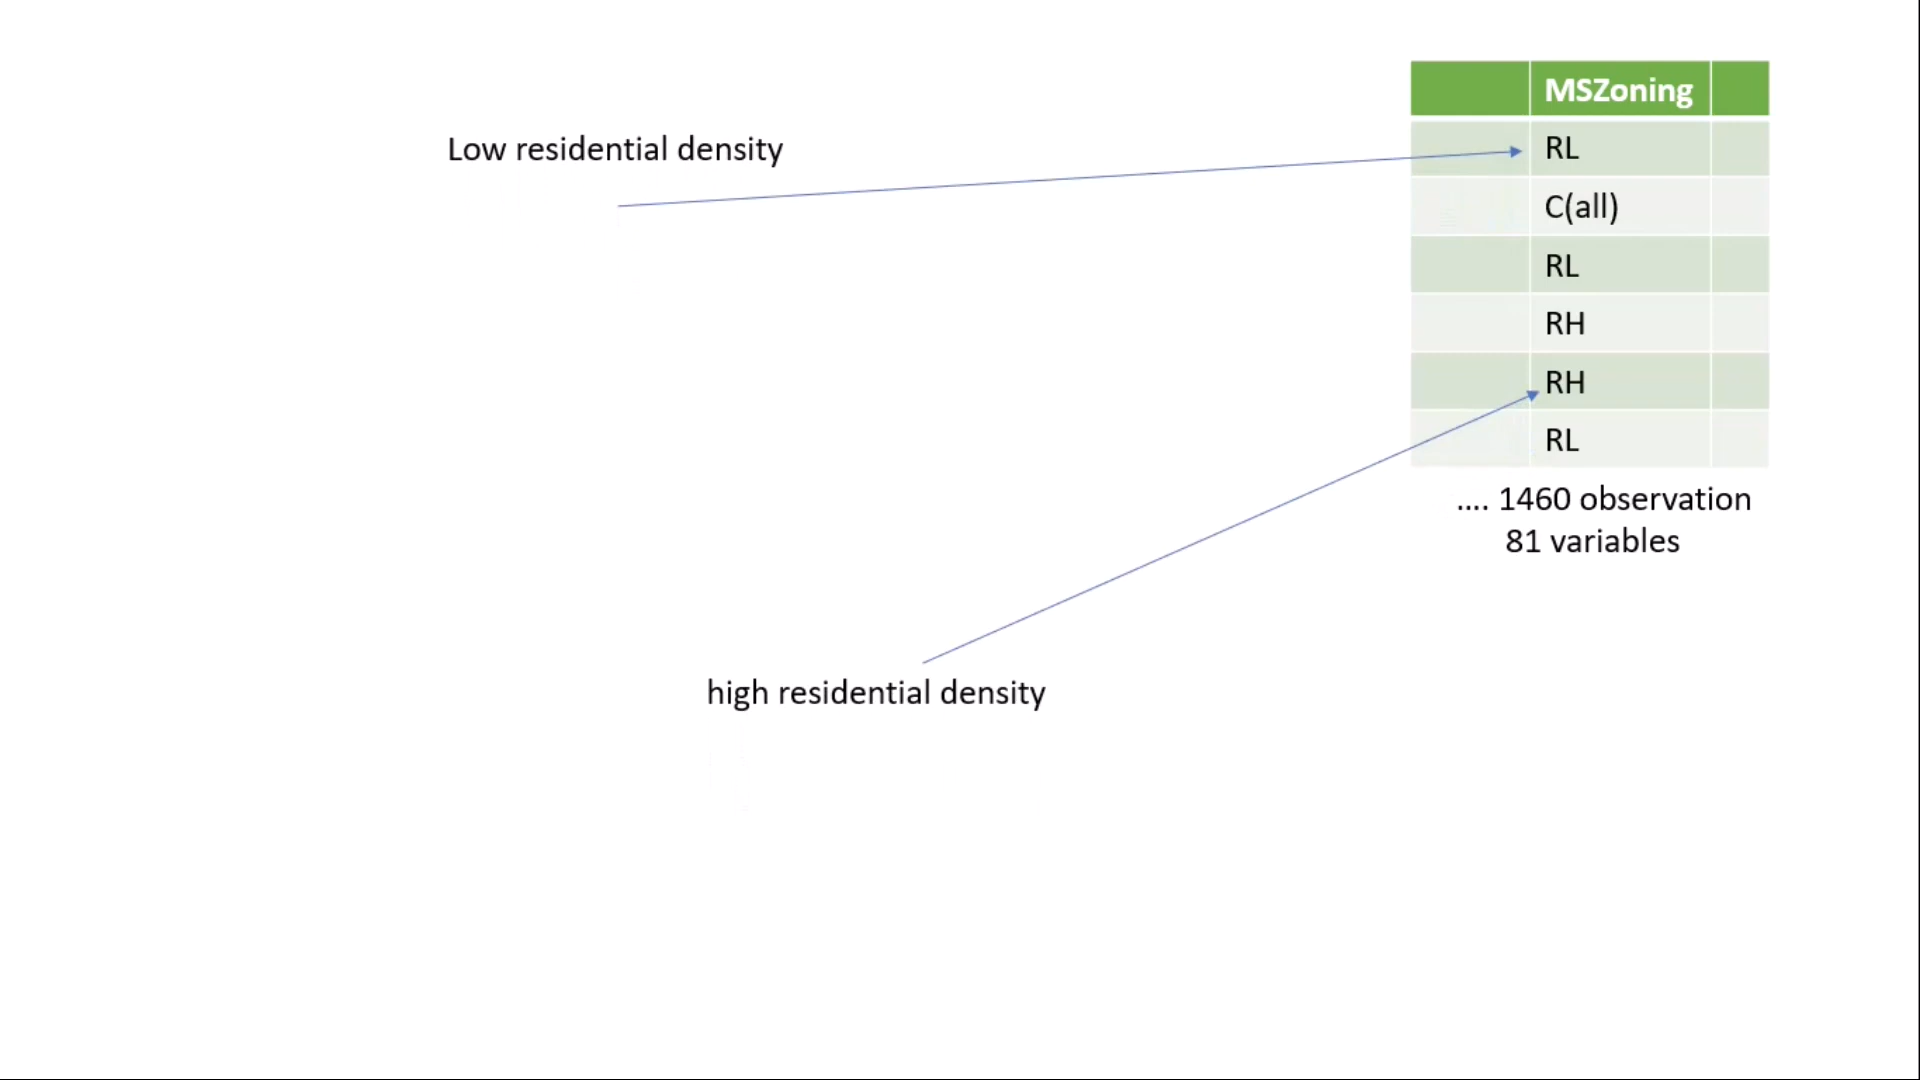 MSZoning
Low residential density
RL
C(all)
RL
RH
RH
RL
.... 1460 observation
81 variables
high residential density